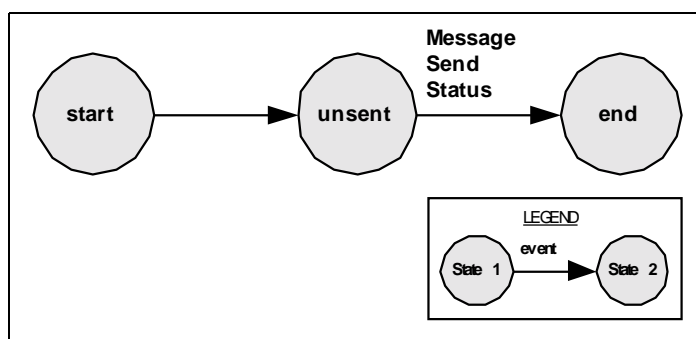 Message
Send
Status
start
unsent
end
LEGEND
event
State 1
State 2